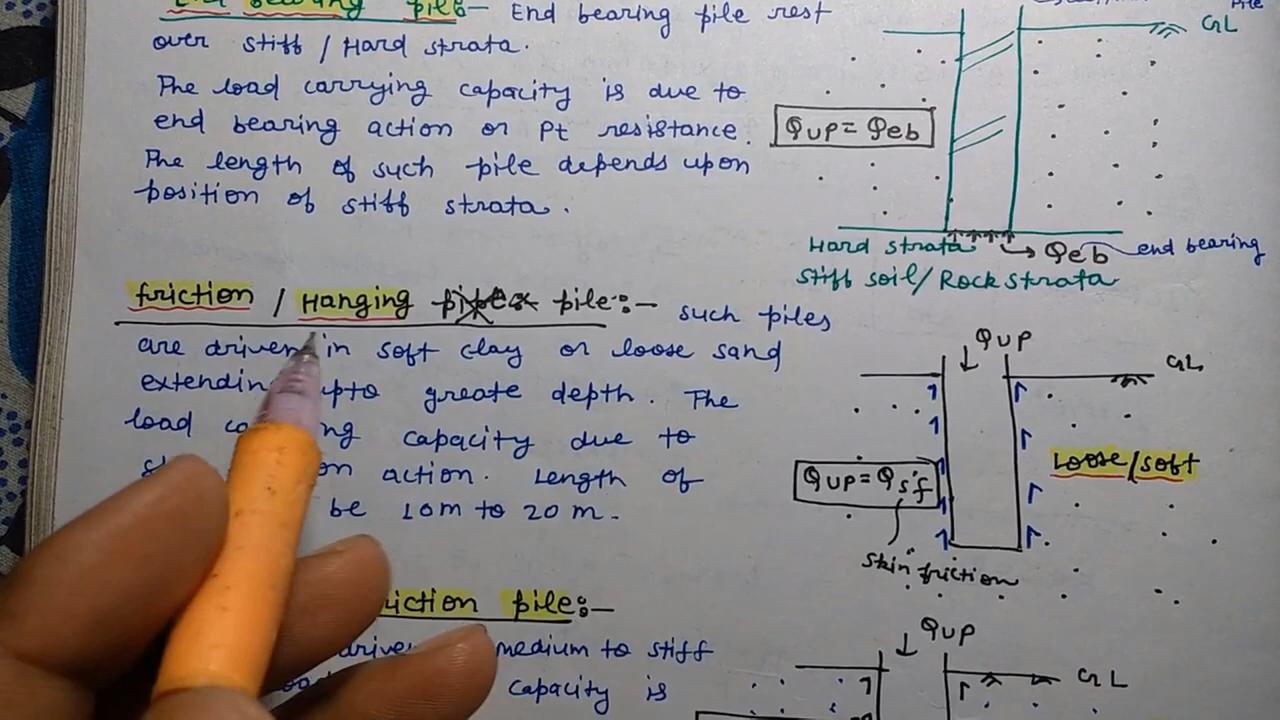 End bearing pile:- End bearing pile rest
over stiff / Hard strata.
The load carrying capacity is due to
end bearing action or Pt resistance.
The length of such pile depends upon
position of stiff strata.
Pile
GL
Qup = Qeb
Hard strata → Qeb end bearing
stiff soil / Rock strata
friction / Hanging pile:- such piles
are driven in soft clay or loose sand
extending upto greate depth. The
load capacity due to
action. Length of
be 10m to 20m.
Qup
GL
Loose/soft
Qup = Qsf
skin friction
friction pile:-
medium to stiff
capacity is
Qup
GL